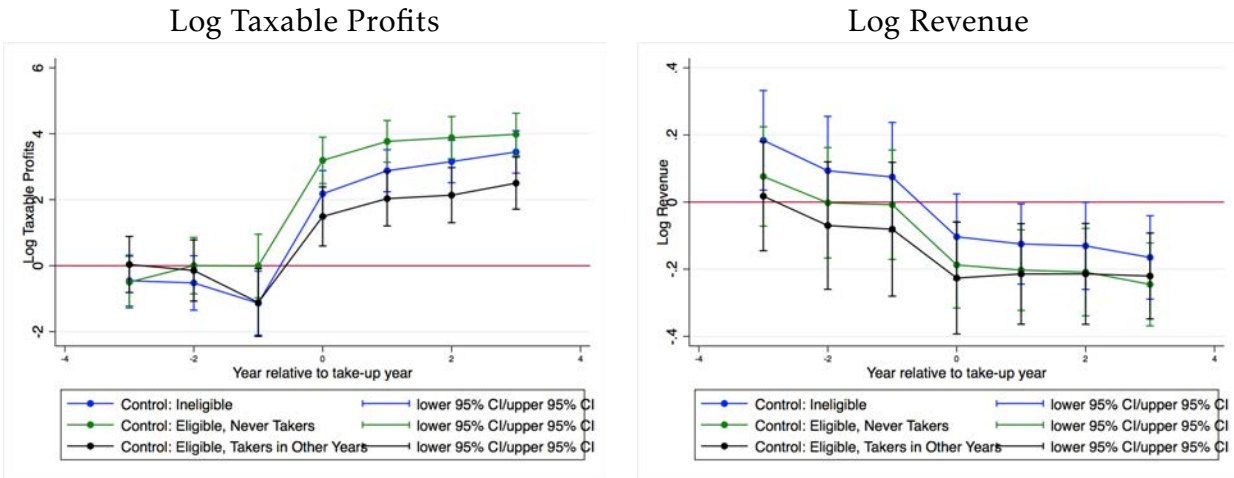 Log Taxable Profits
Log Revenue
Log Taxable Profits
6
4
2
0
-2
-4
-2
0
2
4
Year relative to take-up year
Control: Ineligible
lower 95% CI/upper 95% CI
Control: Eligible, Never Takers
lower 95% CI/upper 95% CI
Control: Eligible, Takers in Other Years
lower 95% CI/upper 95% CI
Log Revenue
.4
.2
0
-.2
-.4
-4
-2
0
2
4
Year relative to take-up year
Control: Ineligible
lower 95% CI/upper 95% CI
Control: Eligible, Never Takers
lower 95% CI/upper 95% CI
Control: Eligible, Takers in Other Years
lower 95% CI/upper 95% CI